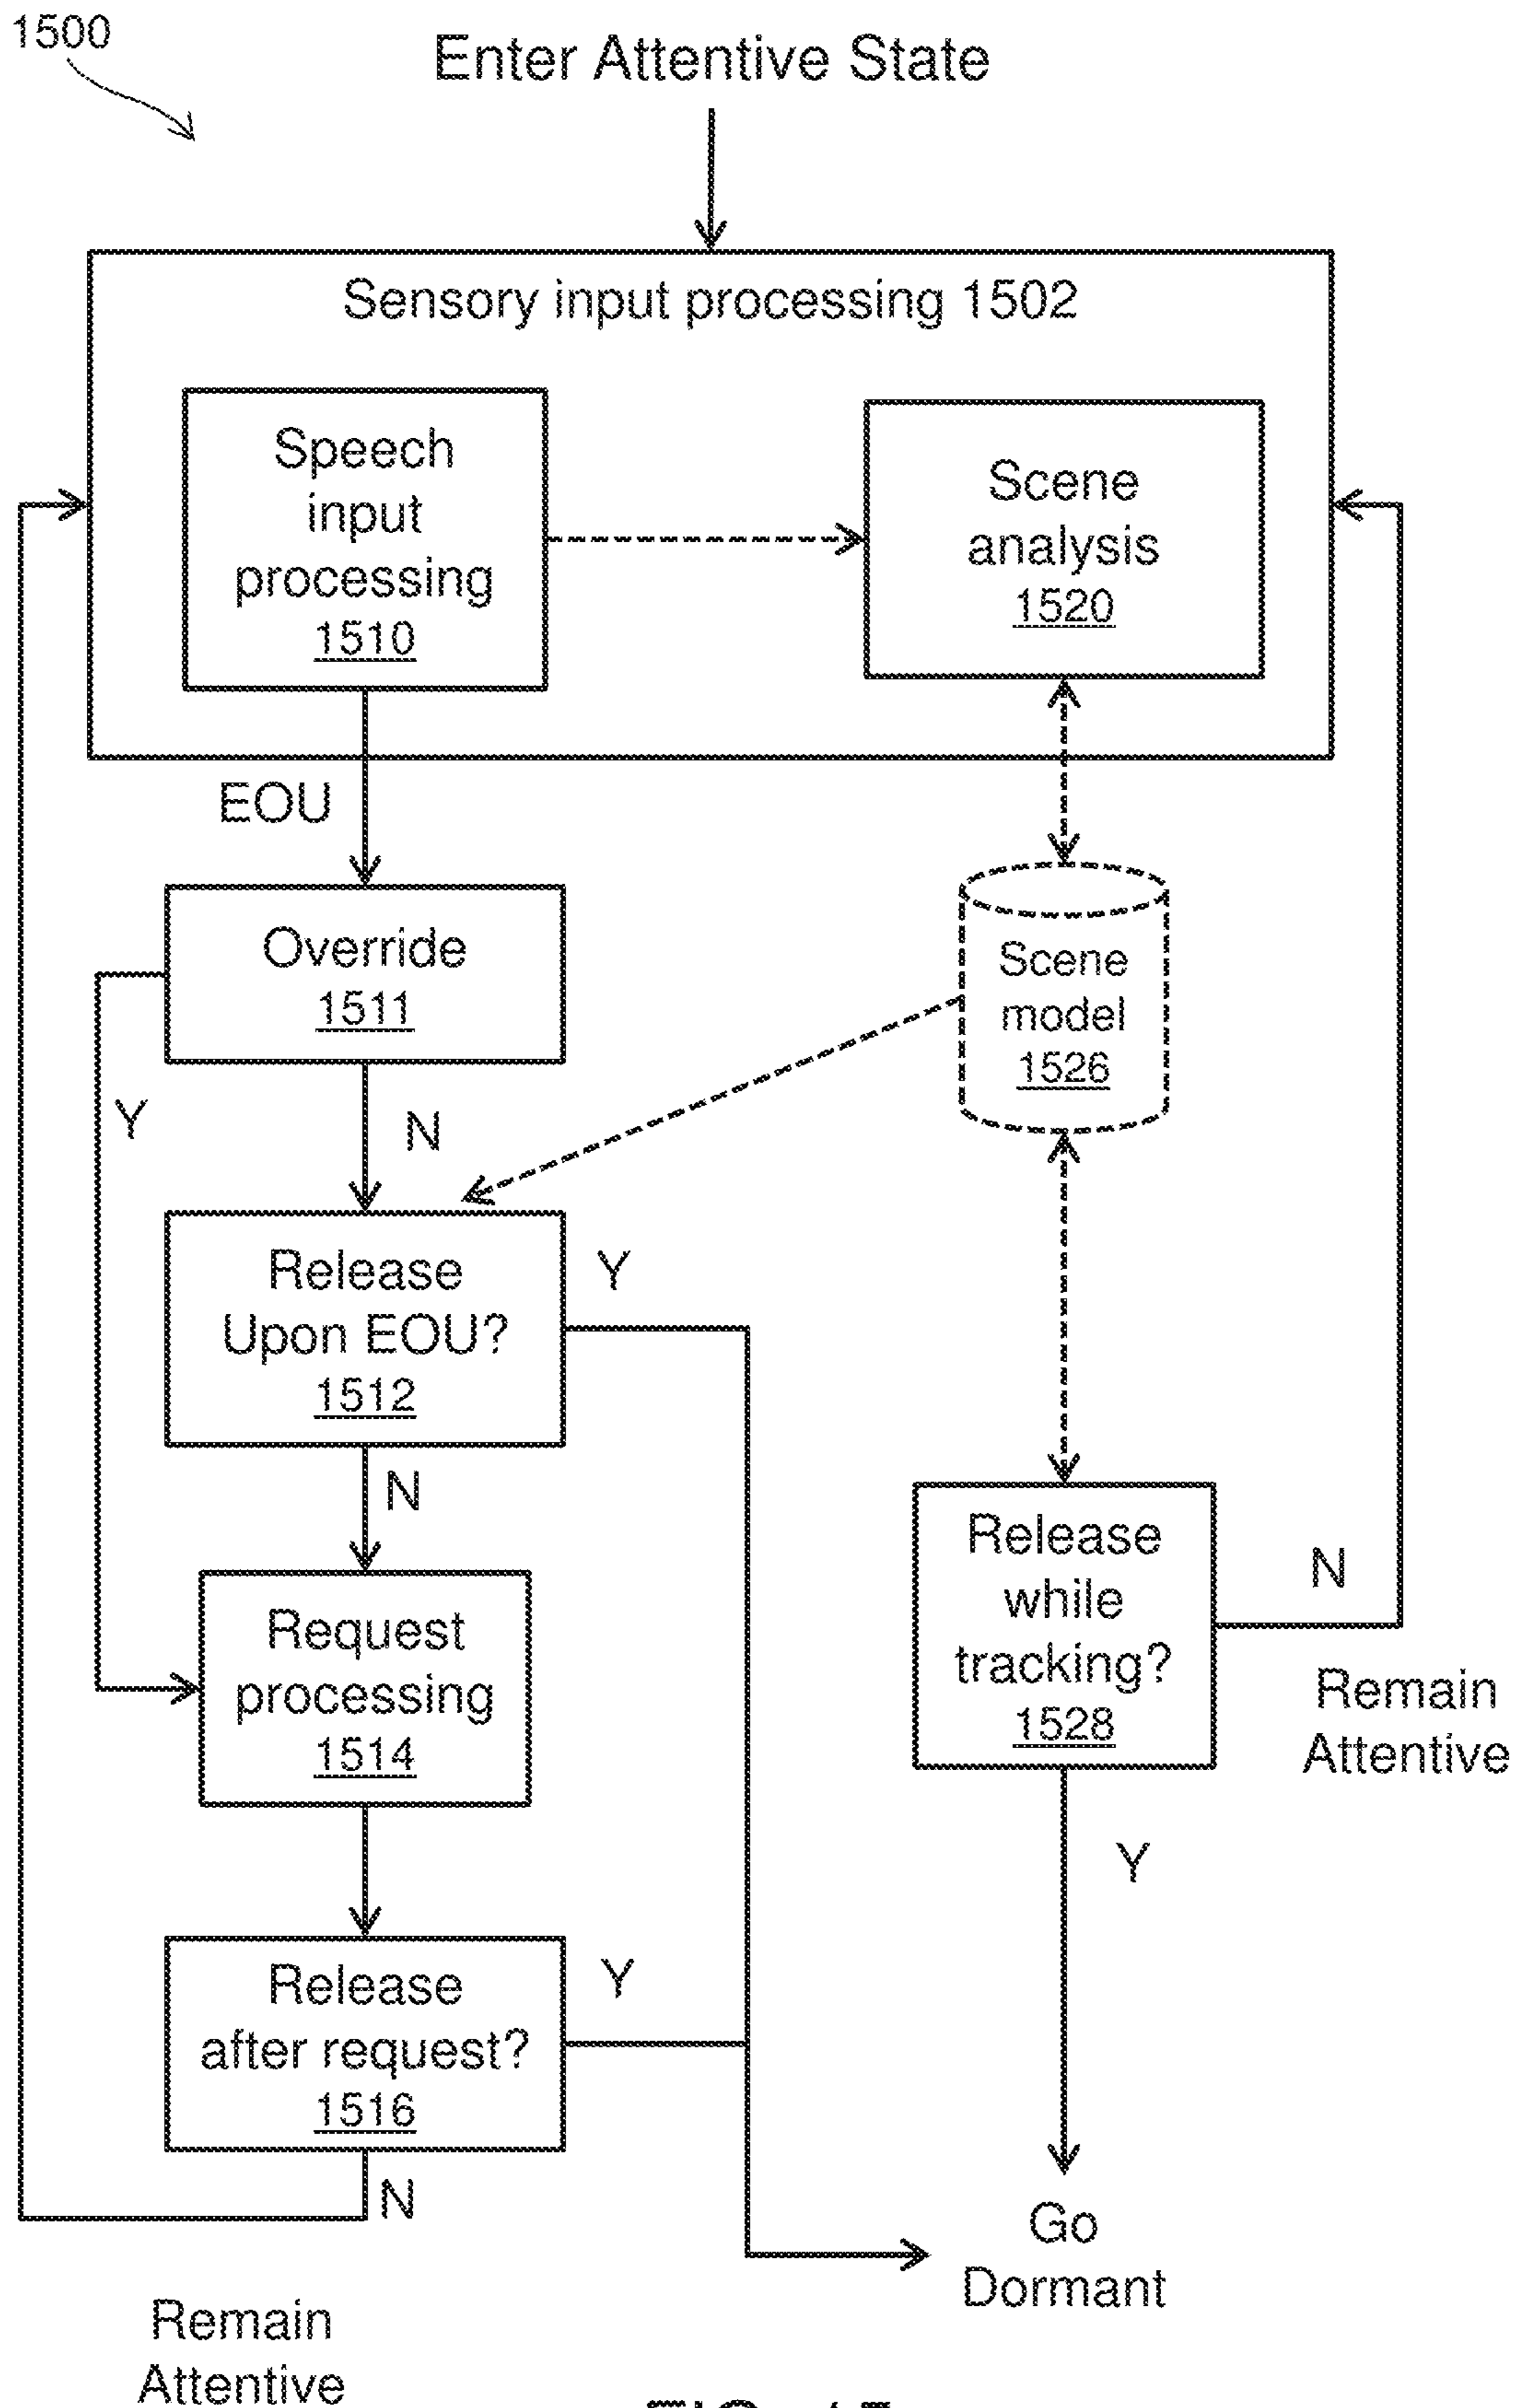 1500
Enter Attentive State
Sensory input processing 1502
Speech
input
processing
1510
Scene
analysis
1520
EOU
Override
1511
Scene
model
1526
Y
N
Release
Upon EOU?
1512
Y
N
Request
processing
1514
Release
while
tracking?
1528
N
Remain
Attentive
Y
Release
after request?
1516
Y
N
Go
Dormant
Remain
Attentive